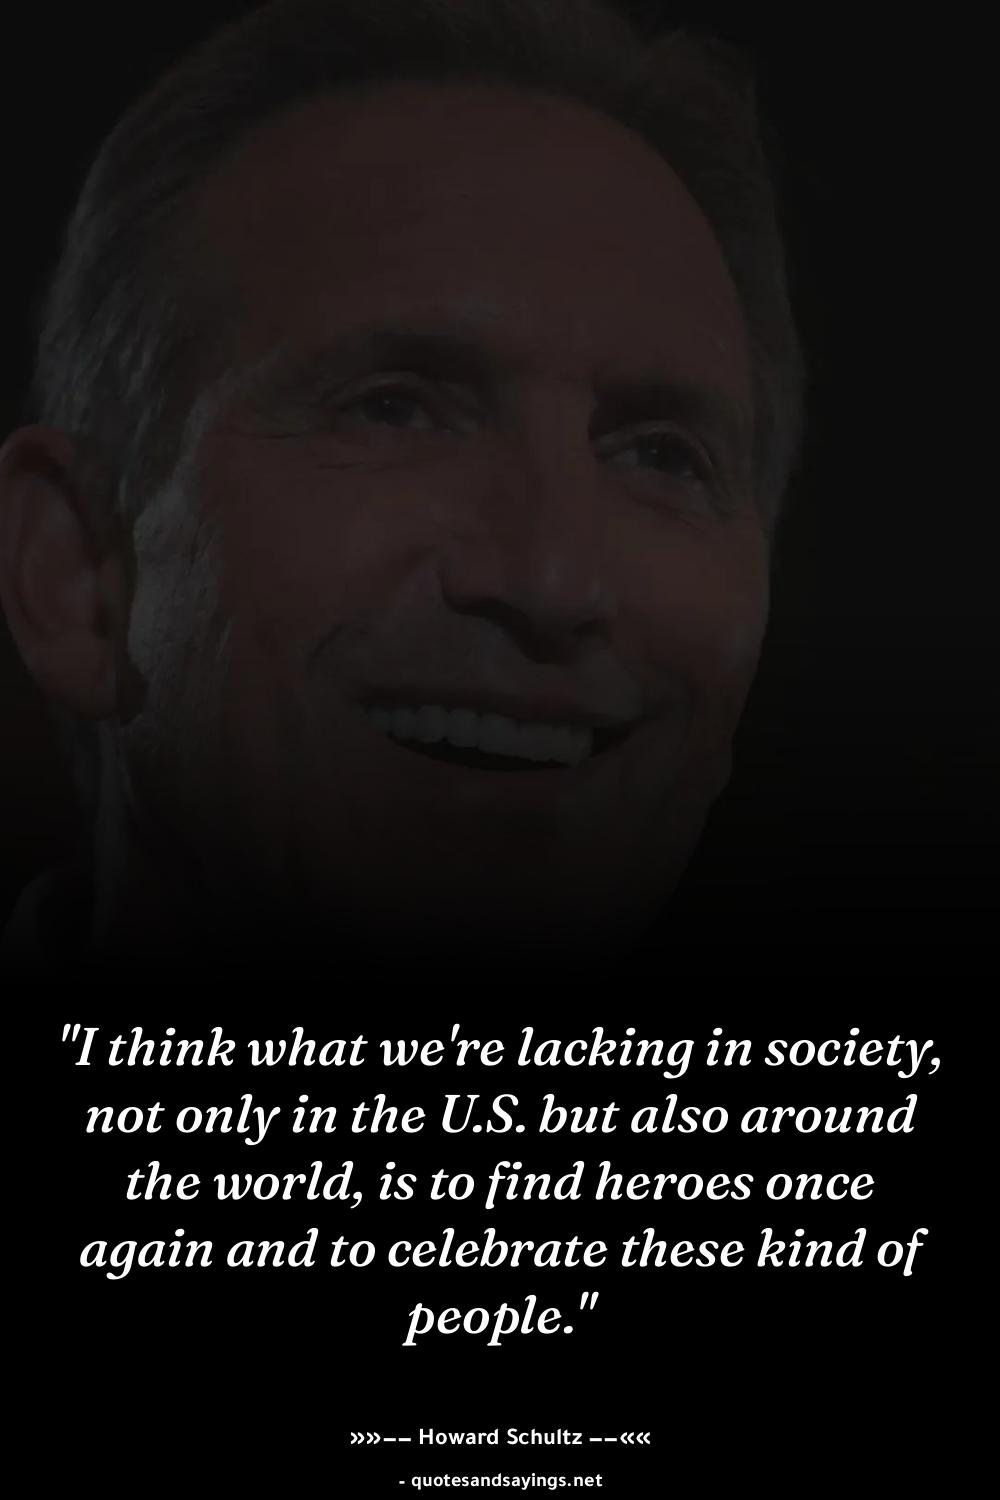 "I think what we're lacking in society,
not only in the U.S. but also around
the world, is to find heroes once
again and to celebrate these kind of
people."
»»−− Howard Schultz −−««
- quotesandsayings.net